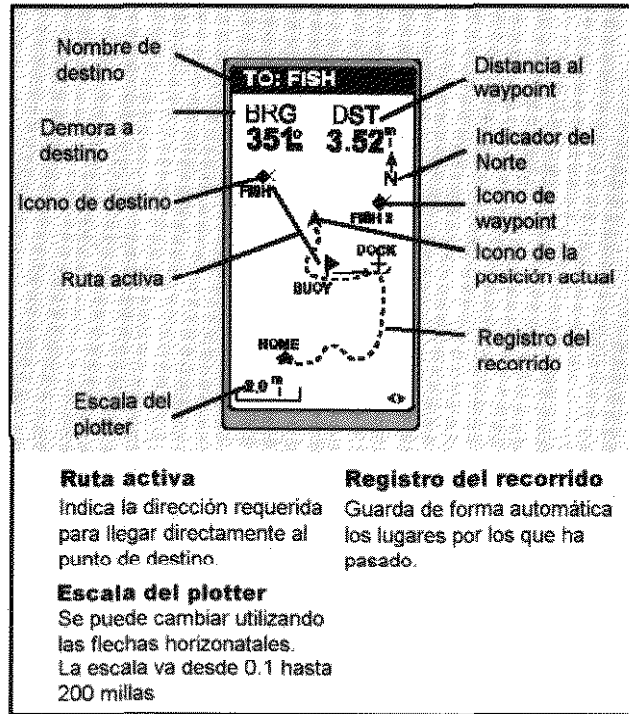 Nombre de
destino
Demora a
destino
Icono de destino
Ruta activa
Escala del
plotter
TO: FISH
BRG DST
351° 3.52 m i
N
FISH
FISH 2
DOCK
BUOY
HOME
2.0 m i
Distancia al
waypoint
Indicador del
Norte
Icono de
waypoint
Icono de la
posición actual
Registro del
recorrido
Ruta activa
Indica la dirección requerida
para llegar directamente al
punto de destino.
Registro del recorrido
Guarda de forma automática
los lugares por los que ha
pasado.
Escala del plotter
Se puede cambiar utilizando
las flechas horizonatales.
La escala va desde 0.1 hasta
200 millas